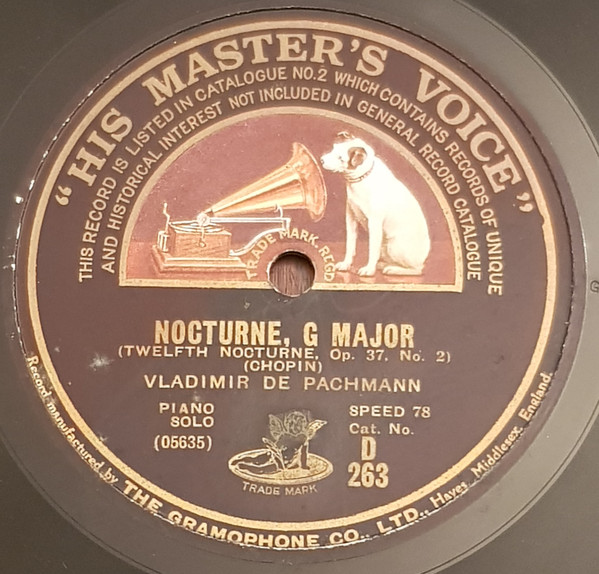 “HIS MASTER'S VOICE”
THIS RECORD IS LISTED IN CATALOGUE NO.2 WHICH CONTAINS RECORDS OF UNIQUE
AND HISTORICAL INTEREST NOT INCLUDED IN GENERAL RECORD CATALOGUE
TRADE MARK. REGD
NOCTURNE, G MAJOR
(TWELFTH NOCTURNE, Op. 37, No. 2)
(CHOPIN)
VLADIMIR DE PACHMANN
PIANO
SOLO
(05635)
SPEED 78
Cat. No.
D
263
TRADE MARK
Record manufactured by THE GRAMOPHONE CO., LTD., Hayes, Middlesex, England.